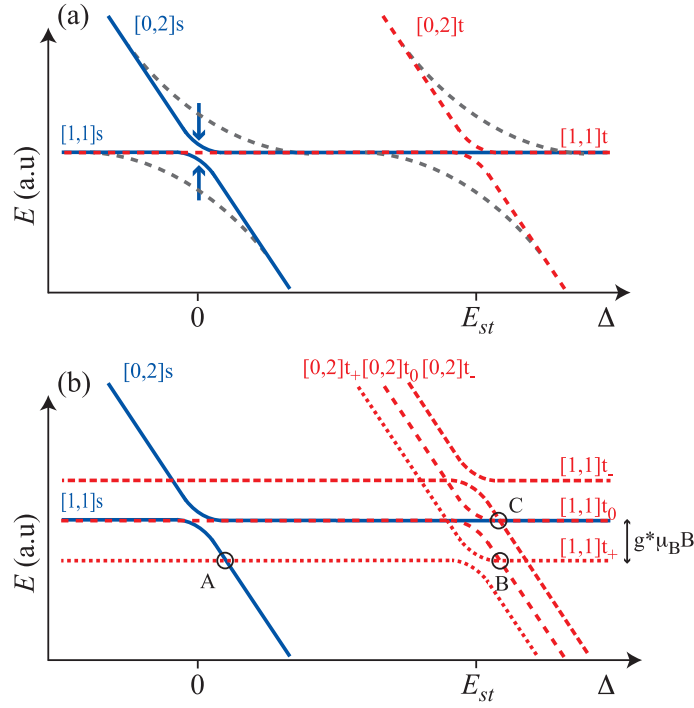 (a)
[0,2]s
[0,2]t
[1,1]s
[1,1]t
E (a.u)
0
E_st
Δ
(b)
[0,2]s
[0,2]t₊[0,2]t₀[0,2]t₋
[1,1]t₋
[1,1]s
[1,1]t₀
C
g*μ_BB
[1,1]t₊
A
B
E (a.u)
0
E_st
Δ